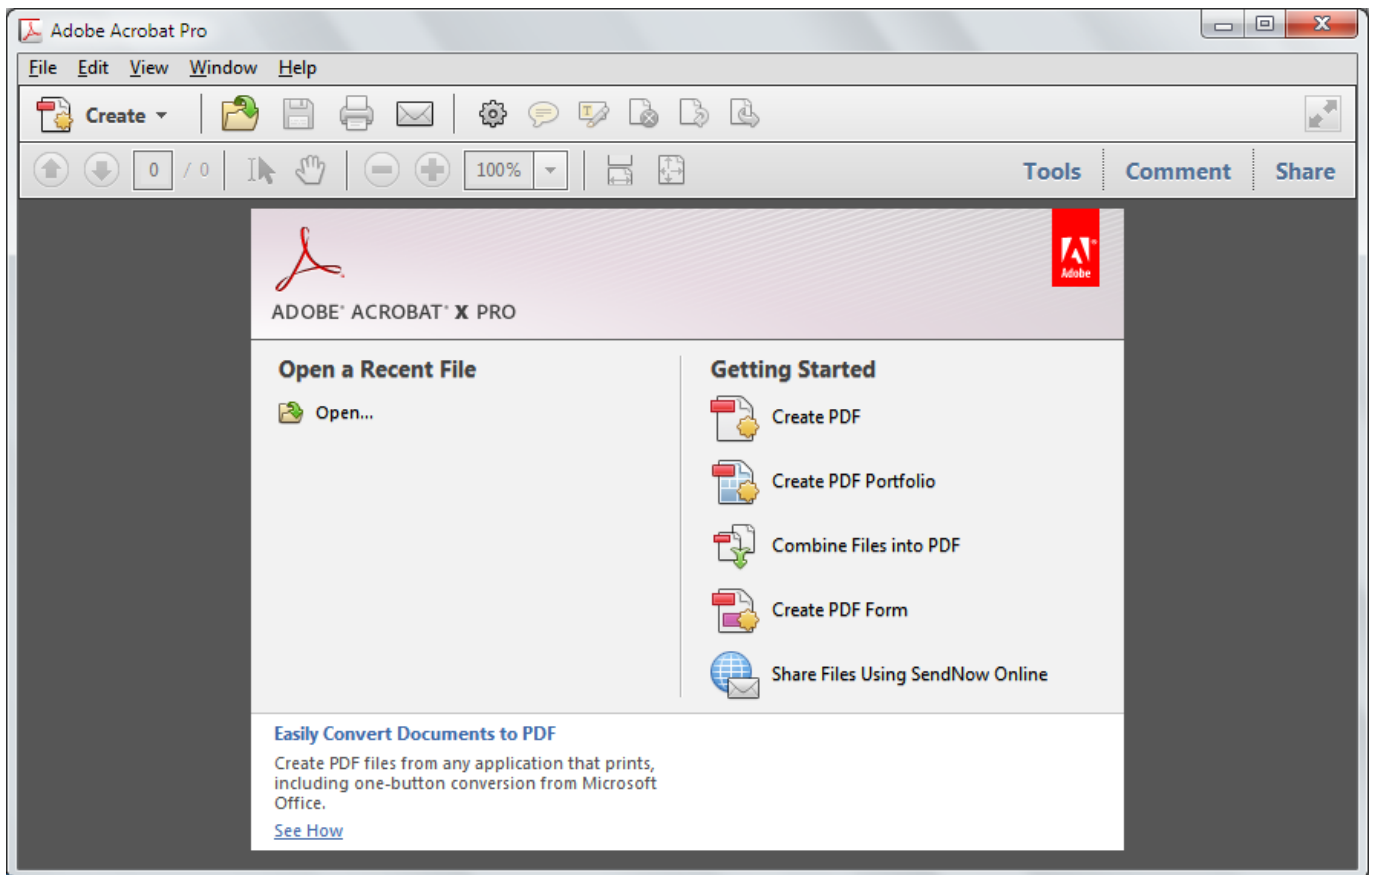 Adobe Acrobat Pro
File Edit View Window Help
Create
0 / 0 100% Tools Comment Share
Adobe
ADOBE® ACROBAT® X PRO
Open a Recent File
Open...
Getting Started
Create PDF
Create PDF Portfolio
Combine Files into PDF
Create PDF Form
Share Files Using SendNow Online
Easily Convert Documents to PDF
Create PDF files from any application that prints,
including one-button conversion from Microsoft
Office.
See How